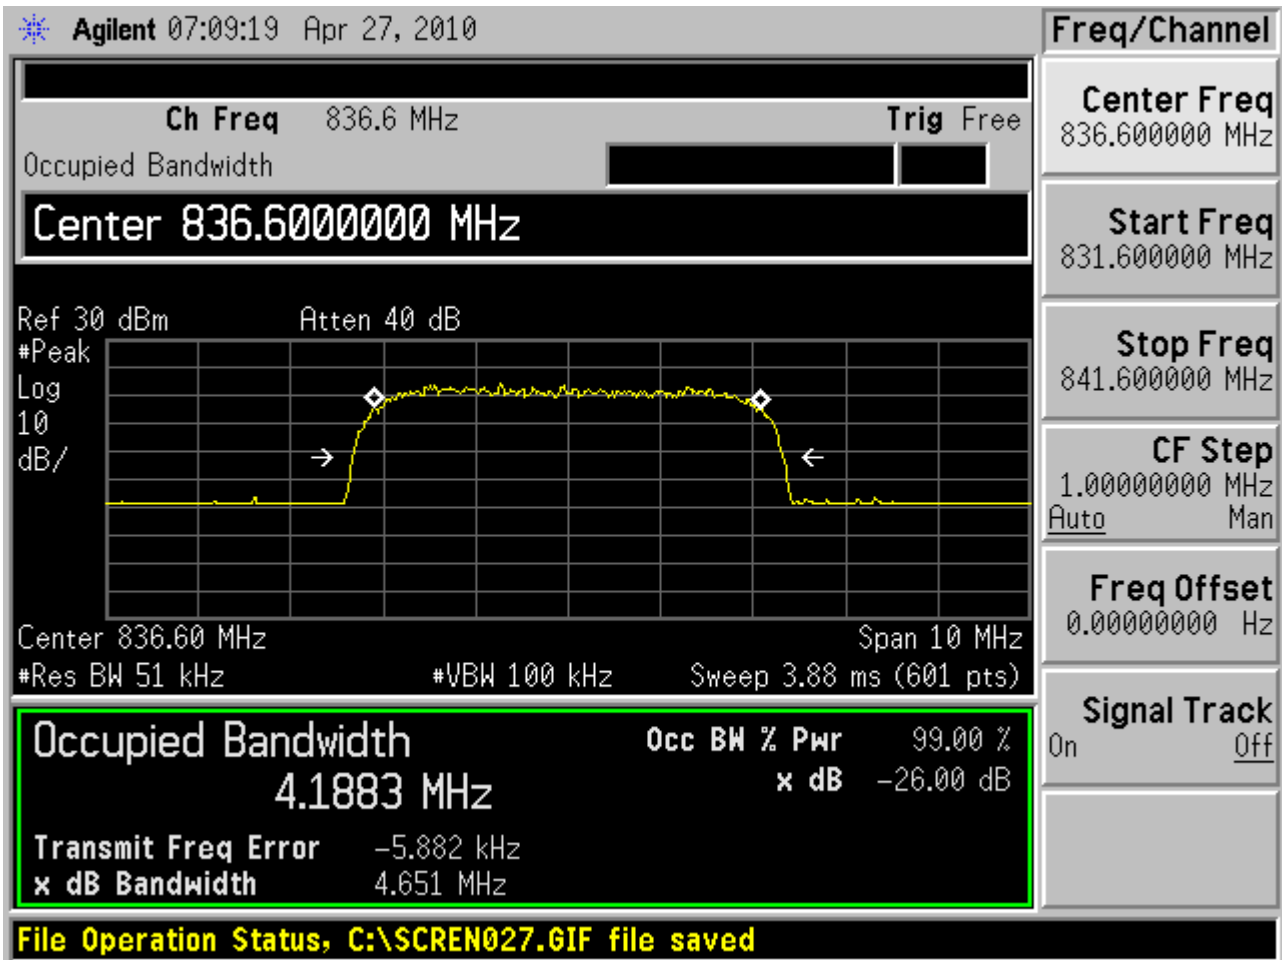 Agilent 07:09:19 Apr 27, 2010
Freq/Channel
Ch Freq 836.6 MHz Trig Free
Occupied Bandwidth
Center 836.6000000 MHz
Ref 30 dBm Atten 40 dB
#Peak
Log
10
dB/
Center 836.60 MHz Span 10 MHz
#Res BW 51 kHz #VBW 100 kHz Sweep 3.88 ms (601 pts)
Occupied Bandwidth
4.1883 MHz
Occ BW % Pwr 99.00 %
x dB -26.00 dB
Transmit Freq Error -5.882 kHz
x dB Bandwidth 4.651 MHz
Center Freq
836.600000 MHz
Start Freq
831.600000 MHz
Stop Freq
841.600000 MHz
CF Step
1.00000000 MHz
Auto Man
Freq Offset
0.00000000 Hz
Signal Track
On Off
File Operation Status, C:\SCREN027.GIF file saved